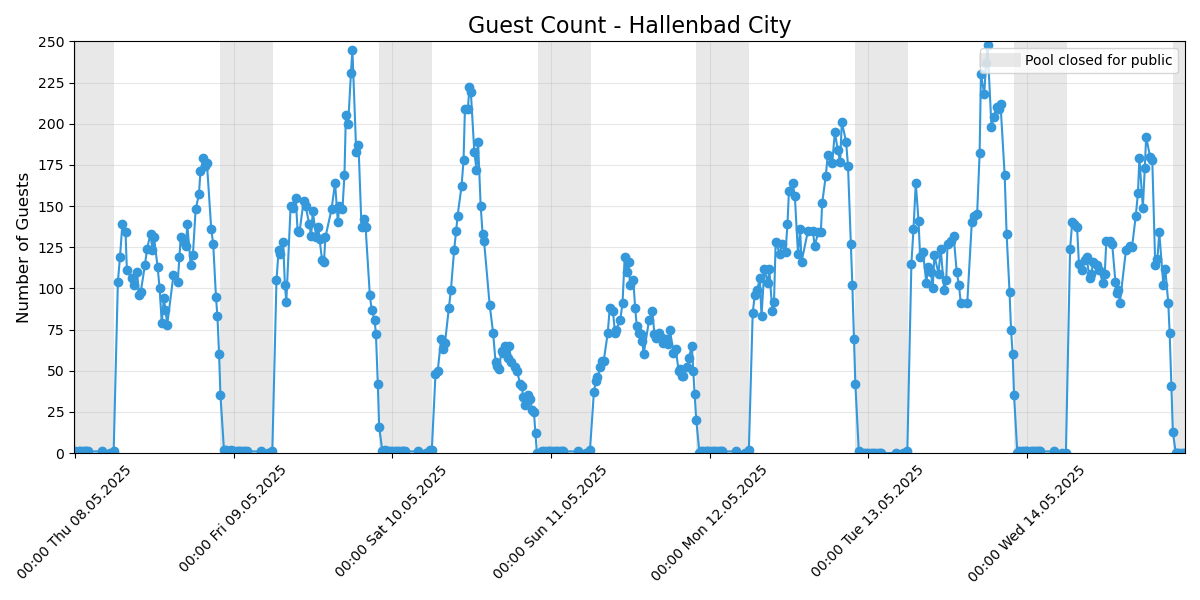 Guest Count - Hallenbad City
Pool closed for public
Number of Guests
250
225
200
175
150
125
100
75
50
25
0
00:00 Thu 08.05.2025
00:00 Fri 09.05.2025
00:00 Sat 10.05.2025
00:00 Sun 11.05.2025
00:00 Mon 12.05.2025
00:00 Tue 13.05.2025
00:00 Wed 14.05.2025